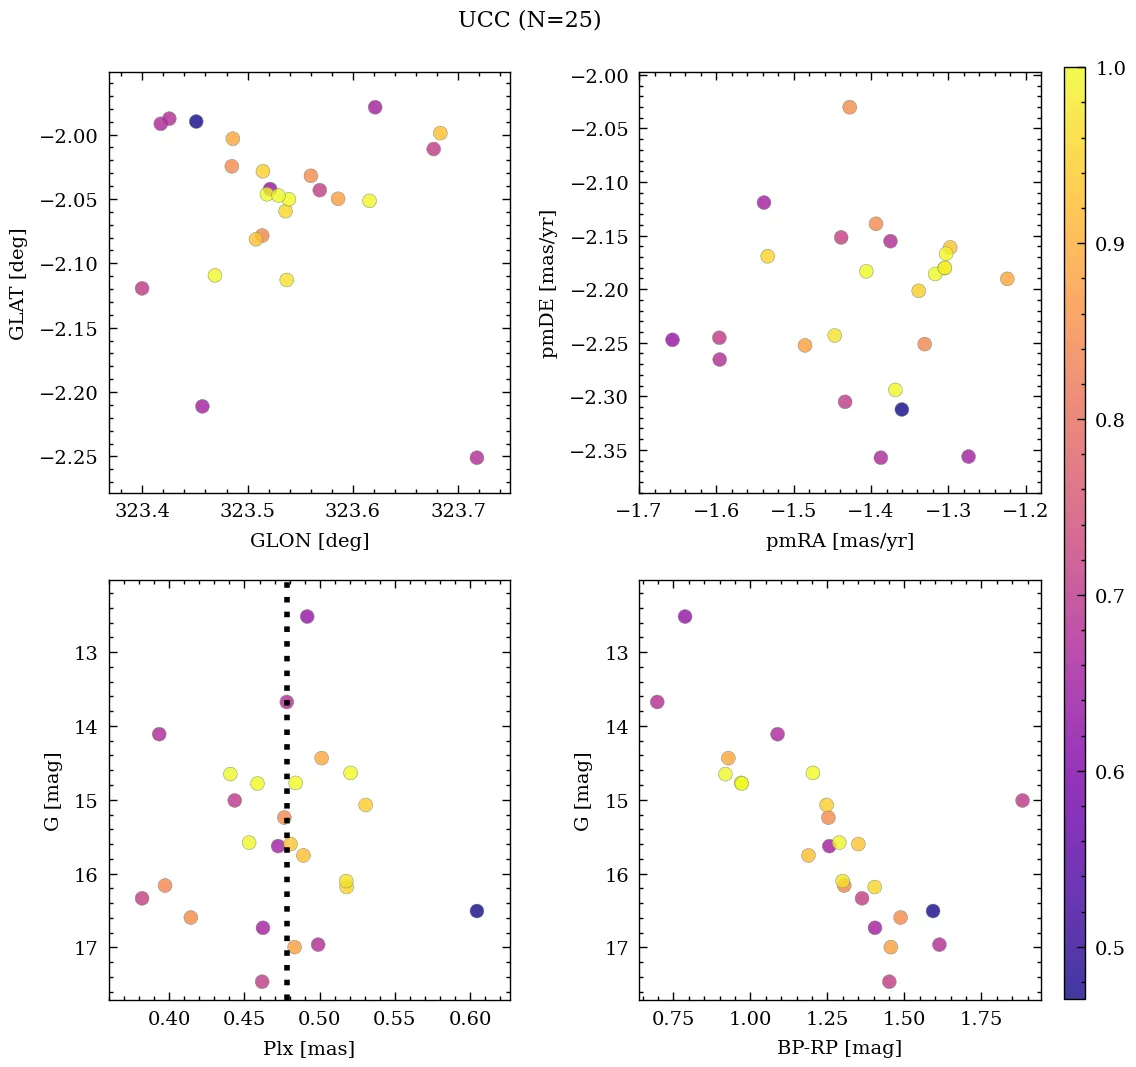 UCC (N=25)
−2.00
−2.05
−2.10
−2.15
−2.20
−2.25
GLAT [deg]
323.4 323.5 323.6 323.7
GLON [deg]
−2.00
−2.05
−2.10
−2.15
−2.20
−2.25
−2.30
−2.35
pmDE [mas/yr]
−1.7 −1.6 −1.5 −1.4 −1.3 −1.2
pmRA [mas/yr]
13
14
15
16
17
G [mag]
0.40 0.45 0.50 0.55 0.60
Plx [mas]
13
14
15
16
17
G [mag]
0.75 1.00 1.25 1.50 1.75
BP-RP [mag]
1.0
0.9
0.8
0.7
0.6
0.5